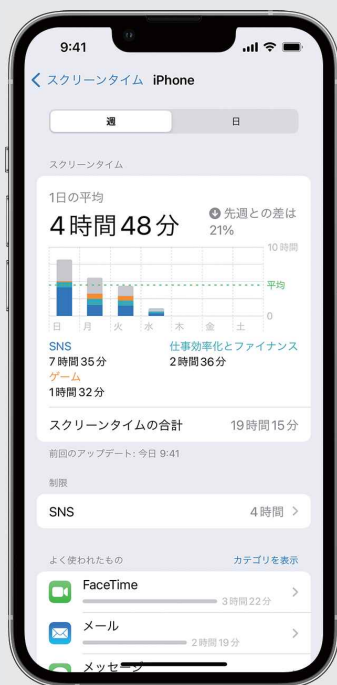 9:41
スクリーンタイム iPhone
週 日
スクリーンタイム
1日の平均
4時間48分
先週との差は
21%
10時間
平均
0
日 月 火 水 木 金 土
SNS 仕事効率化とファイナンス
7時間35分 2時間36分
ゲーム
1時間32分
スクリーンタイムの合計 19時間15分
前回のアップデート: 今日 9:41
制限
SNS 4時間
よく使われたもの カテゴリを表示
FaceTime
3時間22分
メール
2時間19分
メッセージ